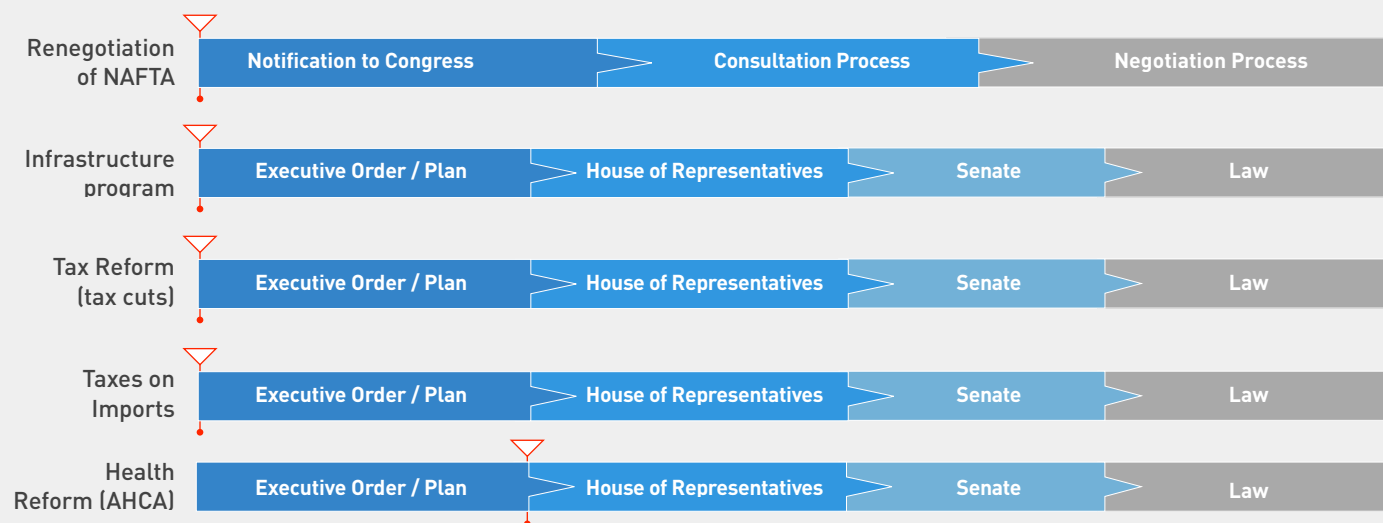 Renegotiation
of NAFTA
Notification to Congress
Consultation Process
Negotiation Process
Infrastructure
program
Executive Order / Plan
House of Representatives
Senate
Law
Tax Reform
(tax cuts)
Executive Order / Plan
House of Representatives
Senate
Law
Taxes on
Imports
Executive Order / Plan
House of Representatives
Senate
Law
Health
Reform (AHCA)
Executive Order / Plan
House of Representatives
Senate
Law